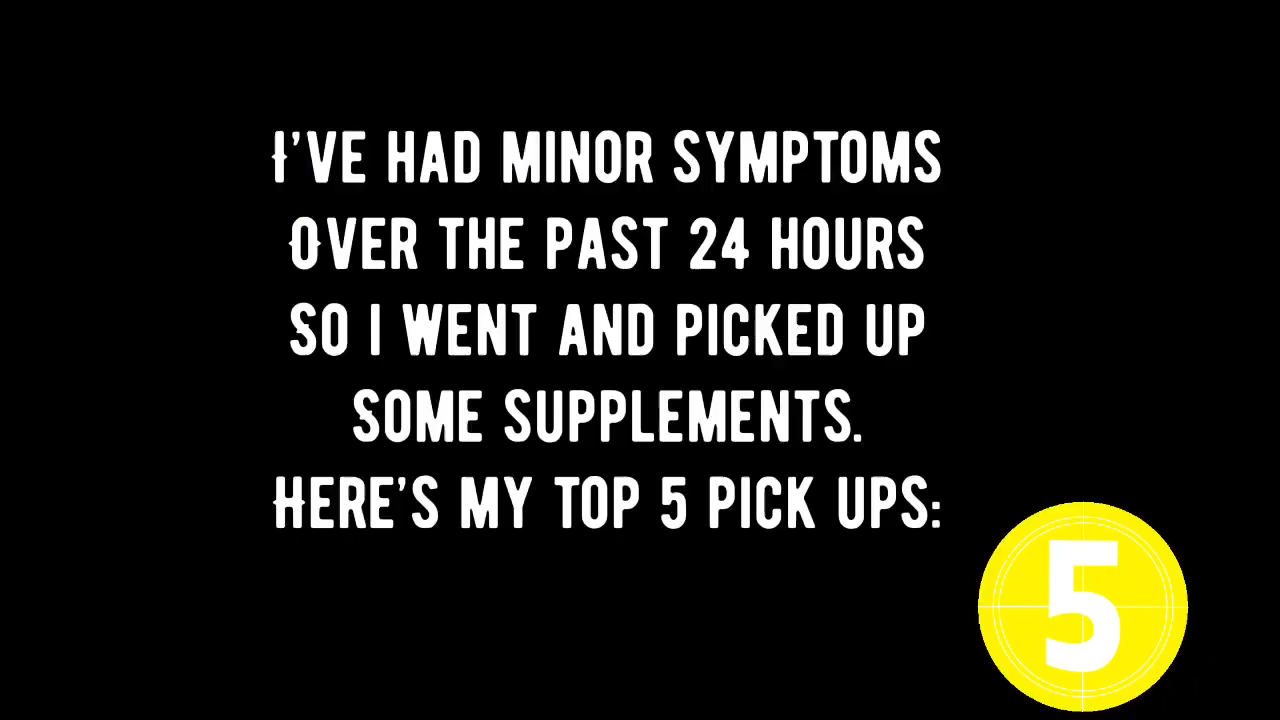 I'VE HAD MINOR SYMPTOMS
OVER THE PAST 24 HOURS
SO I WENT AND PICKED UP
SOME SUPPLEMENTS.
HERE'S MY TOP 5 PICK UPS:
5